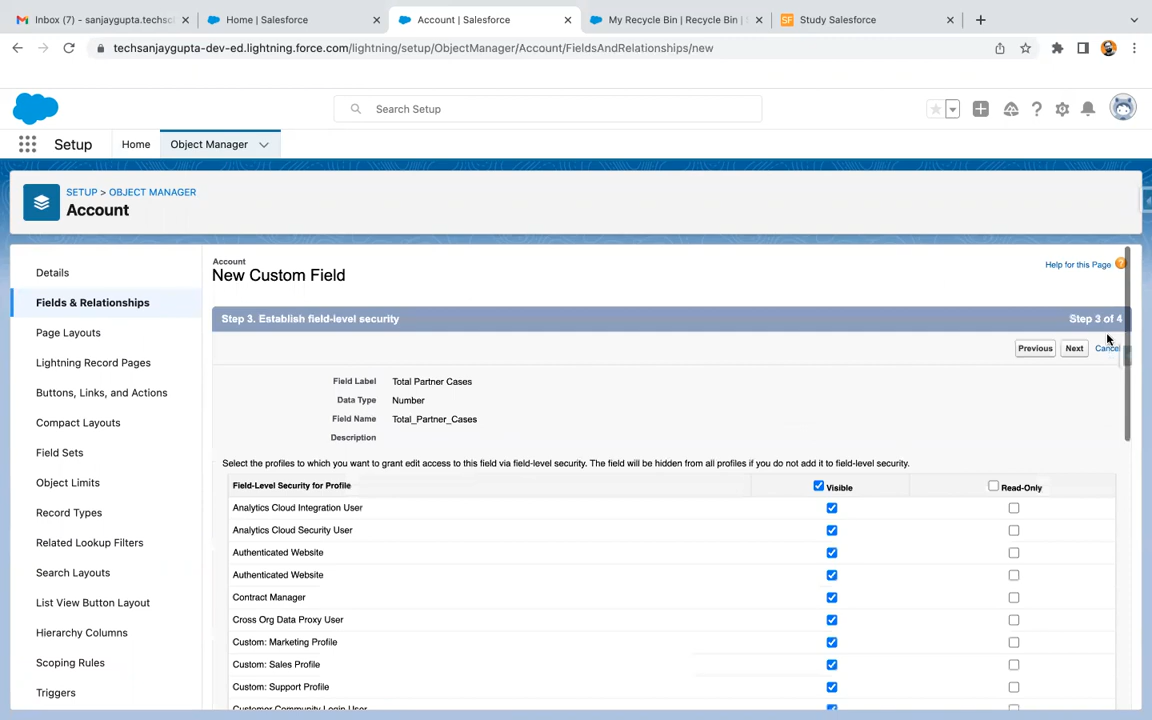 Inbox (7) - sanjaygupta.techsc
Home | Salesforce
Account | Salesforce
My Recycle Bin | Recycle Bin |
Study Salesforce
techsanjaygupta-dev-ed.lightning.force.com/lightning/setup/ObjectManager/Account/FieldsAndRelationships/new
Search Setup
Setup
Home
Object Manager
SETUP > OBJECT MANAGER
Account
Details
Fields & Relationships
Page Layouts
Lightning Record Pages
Buttons, Links, and Actions
Compact Layouts
Field Sets
Object Limits
Record Types
Related Lookup Filters
Search Layouts
List View Button Layout
Hierarchy Columns
Scoping Rules
Triggers
Account
New Custom Field
Help for this Page
Step 3. Establish field-level security
Step 3 of 4
Previous
Next
Cancel
Field Label Total Partner Cases
Data Type Number
Field Name Total_Partner_Cases
Description
Select the profiles to which you want to grant edit access to this field via field-level security. The field will be hidden from all profiles if you do not add it to field-level security.
Field-Level Security for Profile Visible Read-Only
Analytics Cloud Integration User
Analytics Cloud Security User
Authenticated Website
Authenticated Website
Contract Manager
Cross Org Data Proxy User
Custom: Marketing Profile
Custom: Sales Profile
Custom: Support Profile
Customer Community Login User